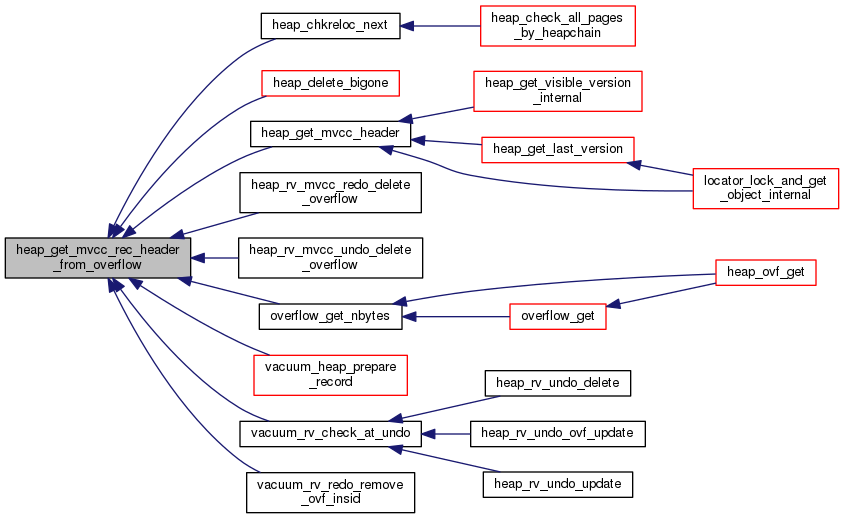 heap_chkreloc_next
heap_check_all_pages
_by_heapchain
heap_delete_bigone
heap_get_visible_version
_internal
heap_get_mvcc_header
heap_get_last_version
locator_lock_and_get
_object_internal
heap_rv_mvcc_redo_delete
_overflow
heap_get_mvcc_rec_header
_from_overflow
heap_rv_mvcc_undo_delete
_overflow
heap_ovf_get
overflow_get_nbytes
overflow_get
vacuum_heap_prepare
_record
heap_rv_undo_delete
vacuum_rv_check_at_undo
heap_rv_undo_ovf_update
heap_rv_undo_update
vacuum_rv_redo_remove
_ovf_insid